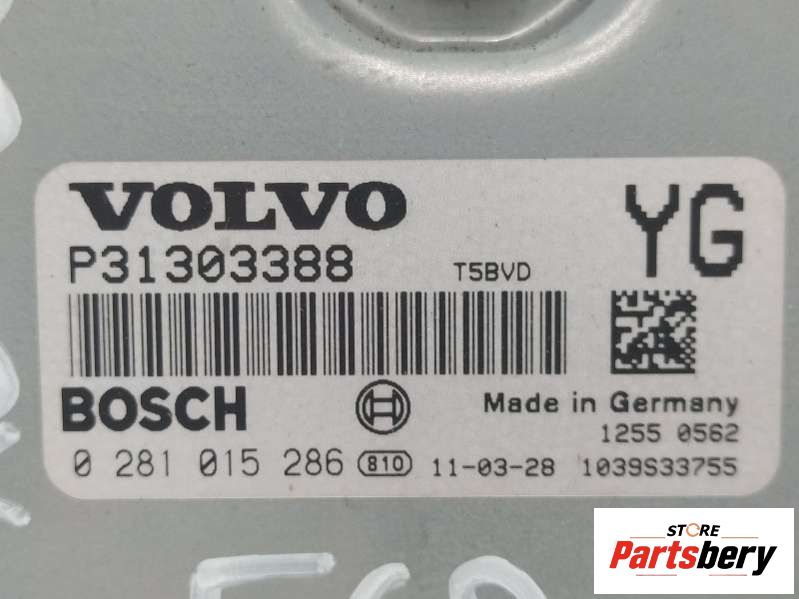 VOLVO YG
P31303388 T5BVD
BOSCH Made in Germany
1255 0562
0 281 015 286 810 11-03-28 1039S33755
STORE
Partsbery